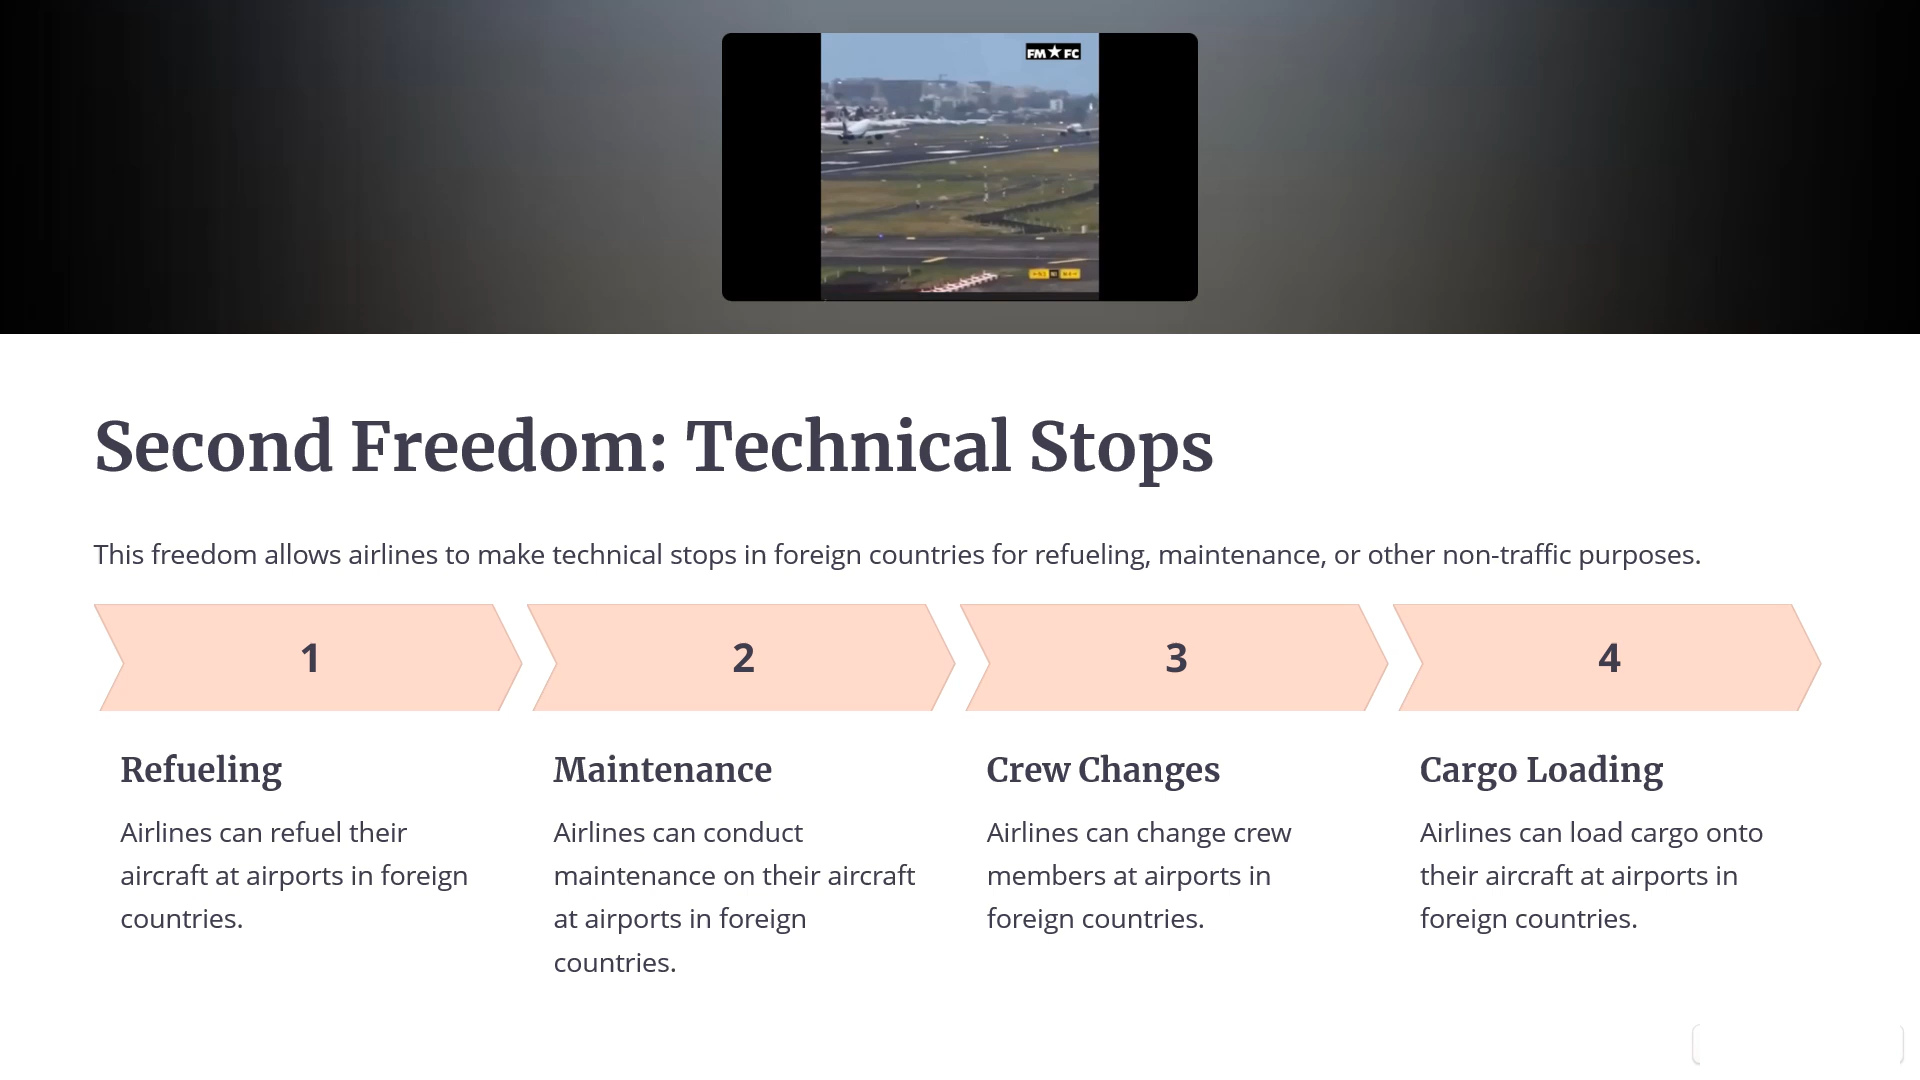 FM★FC
Second Freedom: Technical Stops
This freedom allows airlines to make technical stops in foreign countries for refueling, maintenance, or other non-traffic purposes.
1
2
3
4
Refueling
Airlines can refuel their
aircraft at airports in foreign
countries.
Maintenance
Airlines can conduct
maintenance on their aircraft
at airports in foreign
countries.
Crew Changes
Airlines can change crew
members at airports in
foreign countries.
Cargo Loading
Airlines can load cargo onto
their aircraft at airports in
foreign countries.